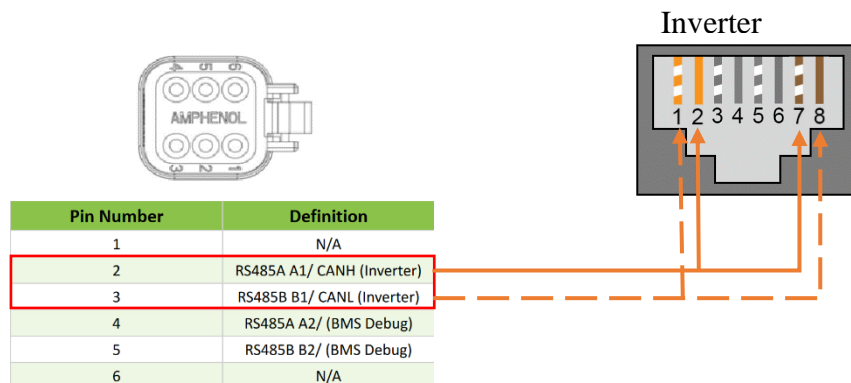 Inverter
4 5 6
AMPHENOL
3 2 1
1 2 3 4 5 6 7 8
Pin Number Definition
1 N/A
2 RS485A A1/ CANH (Inverter)
3 RS485B B1/ CANL (Inverter)
4 RS485A A2/ (BMS Debug)
5 RS485B B2/ (BMS Debug)
6 N/A